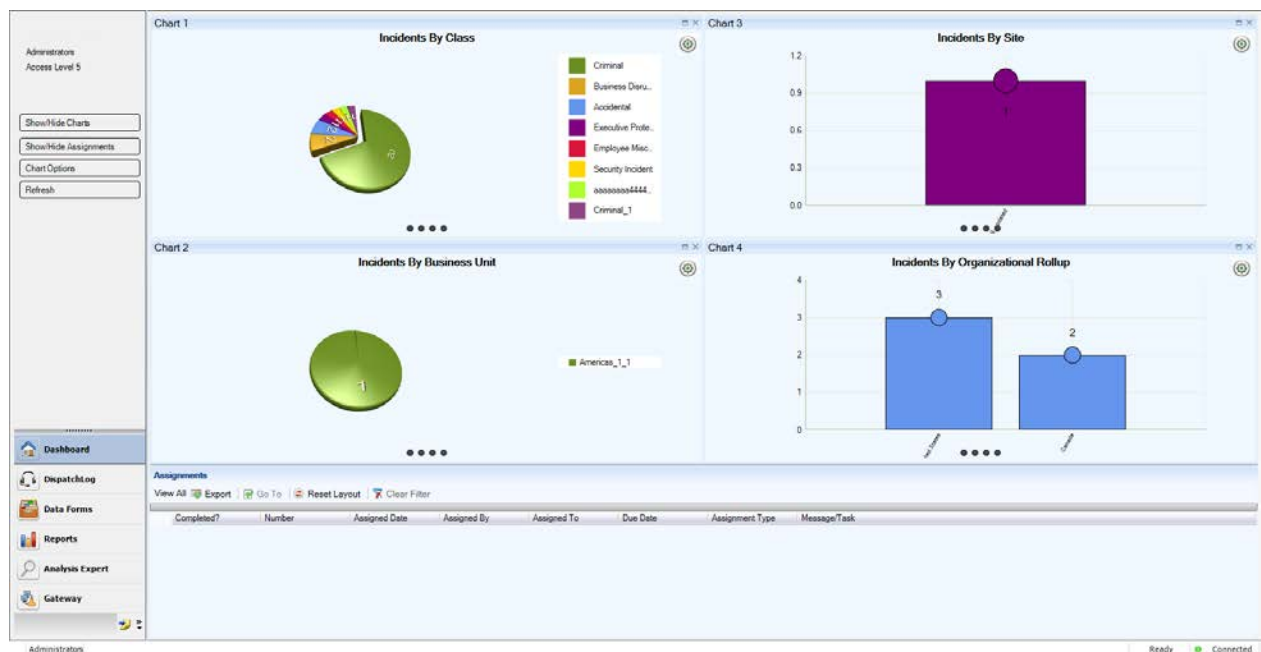 Administrators
Access Level 5
Show/Hide Charts
Show/Hide Assignments
Chart Options
Refresh
Dashboard
DispatchLog
Data Forms
Reports
Analysis Expert
Gateway
Chart 1
Incidents By Class
Criminal
Business Disru...
Accidental
Executive Prote...
Employee Misc...
Security Incident
aaaaaaaa4444...
Criminal_1
Chart 3
Incidents By Site
1.2
0.9
0.6
0.3
0.0
1
Chart 2
Incidents By Business Unit
Americas_1_1
Chart 4
Incidents By Organizational Rollup
4
3
2
1
0
3
2
Canada
Assignments
View All Export Go To Reset Layout Clear Filter
Completed? Number Assigned Date Assigned By Assigned To Due Date Assignment Type Message/Task
Administrators
Ready Connected